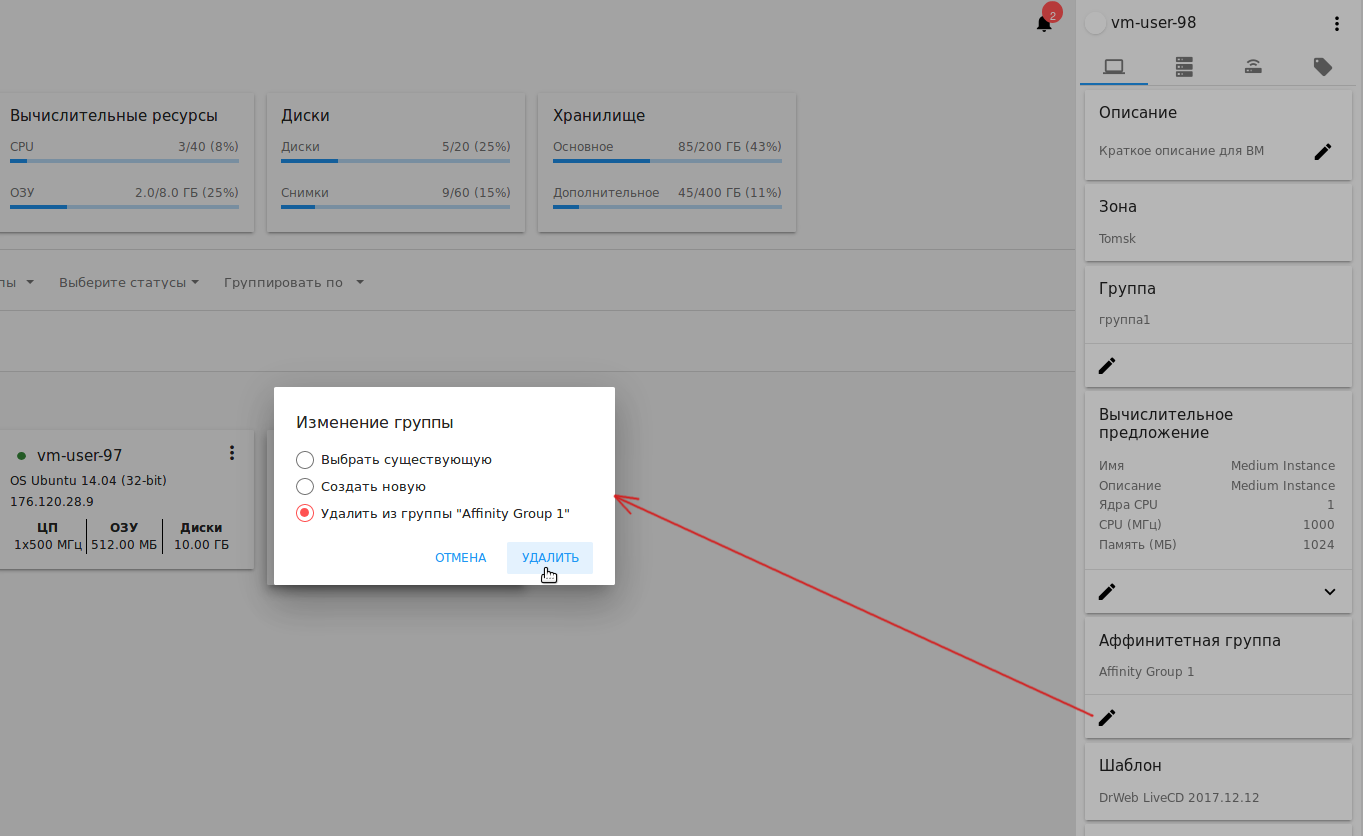 2
vm-user-98
Вычислительные ресурсы
CPU 3/40 (8%)
ОЗУ 2.0/8.0 ГБ (25%)
Диски
Диски 5/20 (25%)
Снимки 9/60 (15%)
Хранилище
Основное 85/200 ГБ (43%)
Дополнительное 45/400 ГБ (11%)
пы Выберите статусы Группировать по
vm-user-97
OS Ubuntu 14.04 (32-bit)
176.120.28.9
ЦП ОЗУ Диски
1x500 МГц 512.00 МБ 10.00 ГБ
Изменение группы
Выбрать существующую
Создать новую
Удалить из группы "Affinity Group 1"
ОТМЕНА УДАЛИТЬ
Описание
Краткое описание для ВМ
Зона
Tomsk
Группа
группа1
Вычислительное
предложение
Имя Medium Instance
Описание Medium Instance
Ядра CPU 1
CPU (МГц) 1000
Память (МБ) 1024
Аффинитетная группа
Affinity Group 1
Шаблон
DrWeb LiveCD 2017.12.12